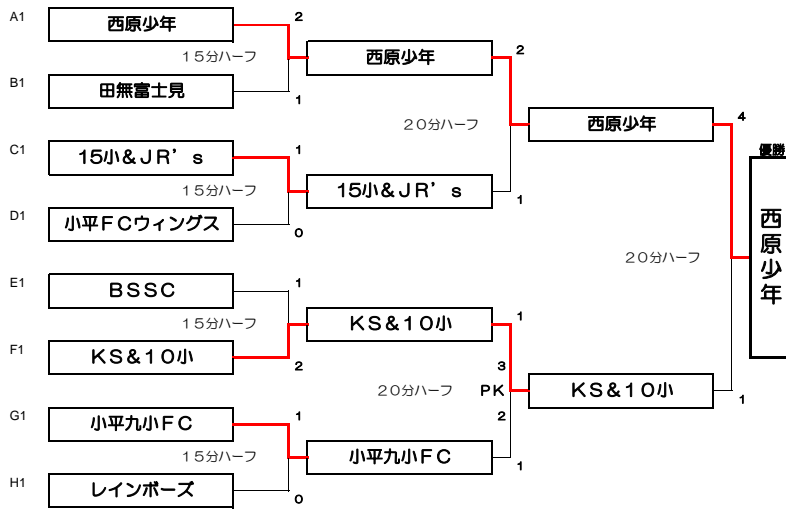 A1
西原少年
2
15分ハーフ
西原少年
2
B1
田無富士見
1
20分ハーフ
西原少年
4
C1
15小&JR’s
1
優勝
15分ハーフ
15小&JR’s
1
D1
小平FCウィングス
0
西原少年
20分ハーフ
E1
BSSC
1
15分ハーフ
KS&10小
1
F1
KS&10小
2
3
20分ハーフ
PK
KS&10小
1
2
G1
小平九小FC
1
15分ハーフ
小平九小FC
1
H1
レインボーズ
0